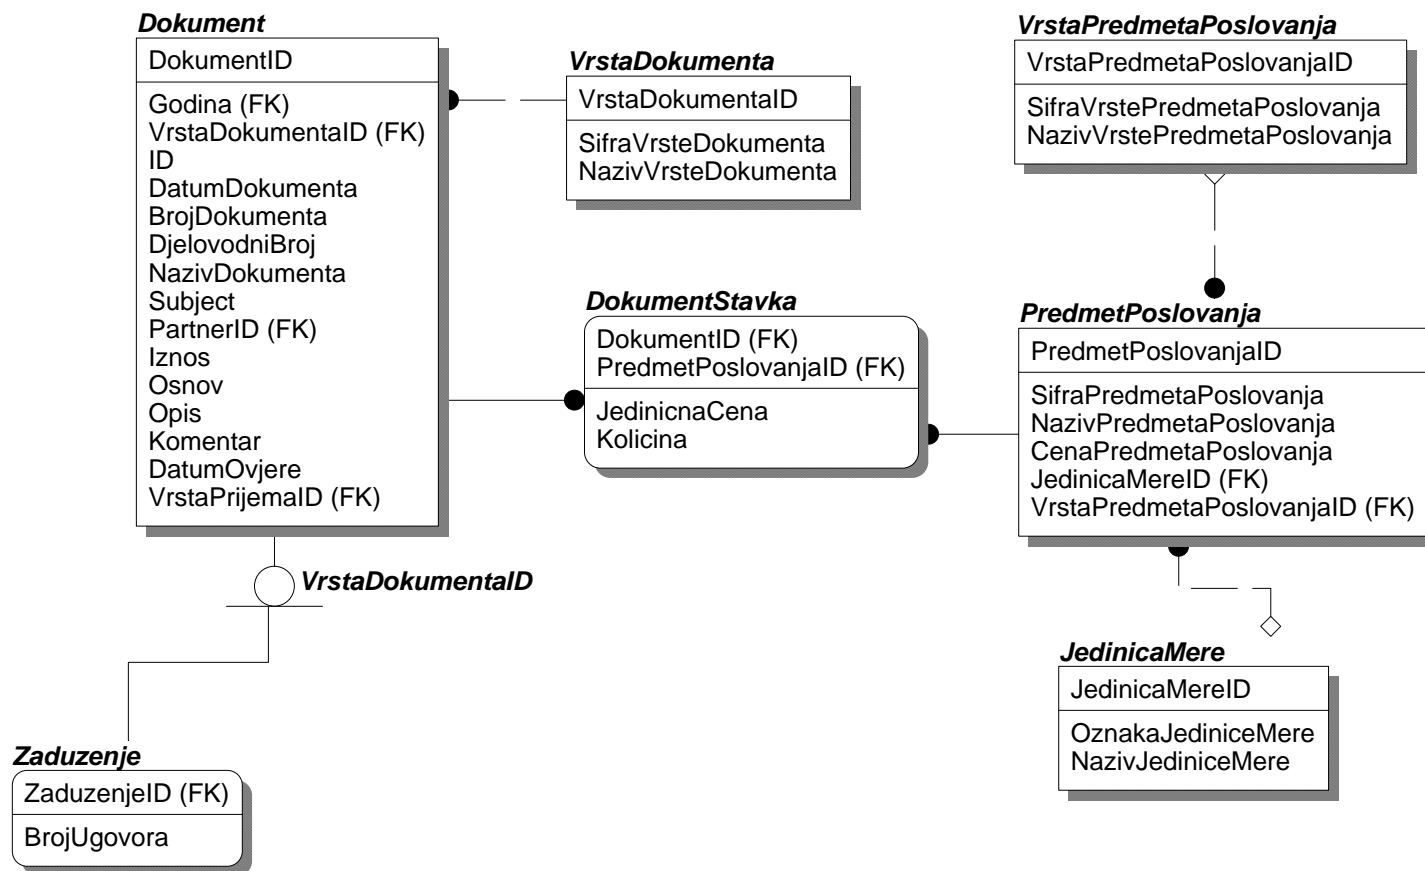 Dokument
DokumentID
Godina (FK)
VrstaDokumentaID (FK)
ID
DatumDokumenta
BrojDokumenta
DjelovodniBroj
NazivDokumenta
Subject
PartnerID (FK)
Iznos
Osnov
Opis
Komentar
DatumOvjere
VrstaPrijemaID (FK)
VrstaDokumenta
VrstaDokumentaID
SifraVrsteDokumenta
NazivVrsteDokumenta
VrstaPredmetaPoslovanja
VrstaPredmetaPoslovanjaID
SifraVrstePredmetaPoslovanja
NazivVrstePredmetaPoslovanja
DokumentStavka
DokumentID (FK)
PredmetPoslovanjaID (FK)
JedinicnaCena
Kolicina
PredmetPoslovanja
PredmetPoslovanjaID
SifraPredmetaPoslovanja
NazivPredmetaPoslovanja
CenaPredmetaPoslovanja
JedinicaMereID (FK)
VrstaPredmetaPoslovanjaID (FK)
VrstaDokumentaID
JedinicaMere
JedinicaMereID
OznakaJediniceMere
NazivJediniceMere
Zaduzenje
ZaduzenjeID (FK)
BrojUgovora